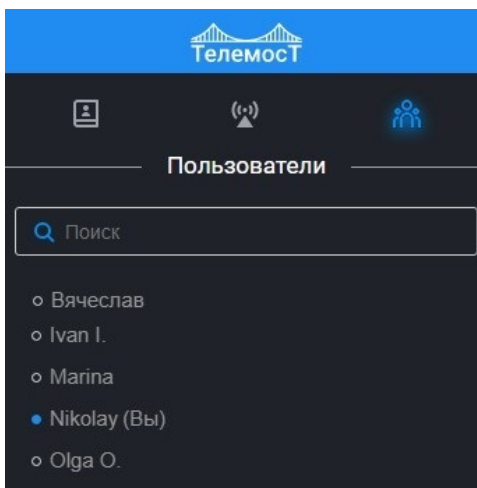 ТелемосТ
Пользователи
Поиск
Вячеслав
Ivan I.
Marina
Nikolay (Вы)
Olga O.